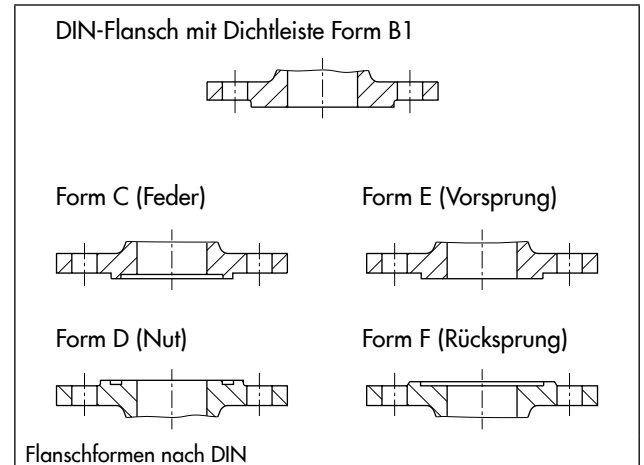 DIN-Flansch mit Dichtleiste Form B1
Form C (Feder)
Form E (Vorsprung)
Form D (Nut)
Form F (Rücksprung)
Flanschformen nach DIN